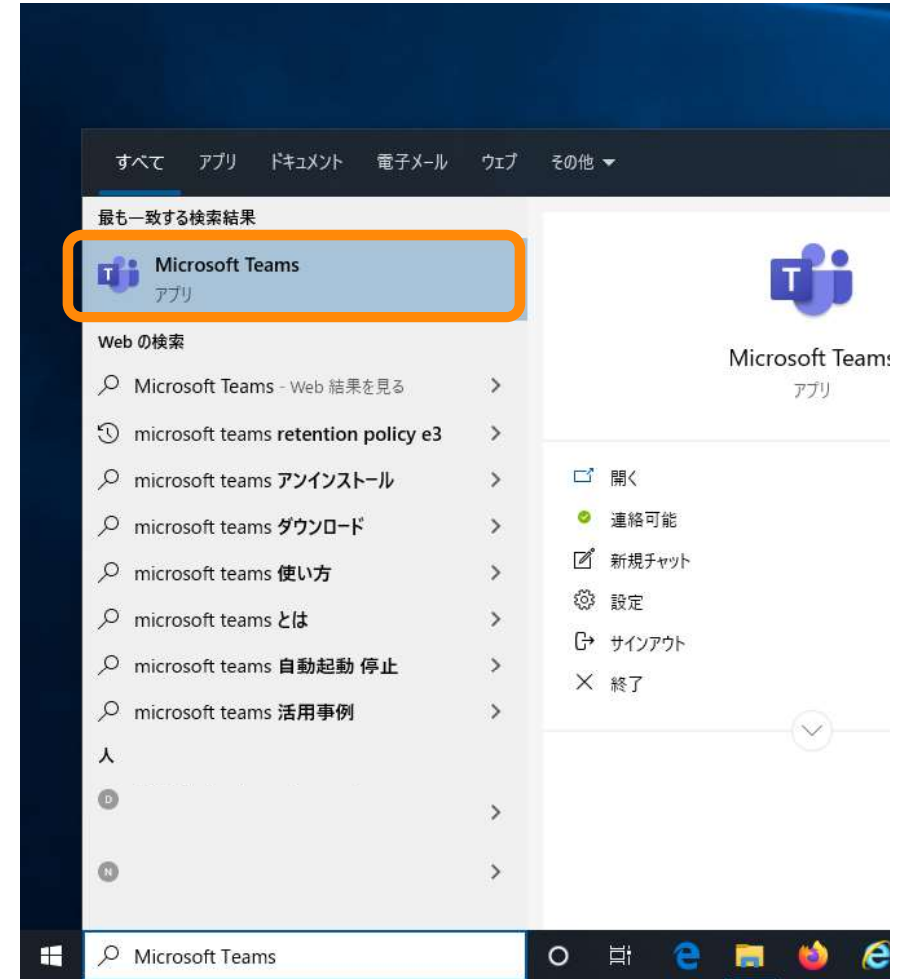 すべて アプリ ドキュメント 電子メール ウェブ その他
最も一致する検索結果
Microsoft Teams
アプリ
Web の検索
Microsoft Teams - Web 結果を見る
microsoft teams retention policy e3
microsoft teams アンインストール
microsoft teams ダウンロード
microsoft teams 使い方
microsoft teams とは
microsoft teams 自動起動 停止
microsoft teams 活用事例
人
D
N
T
Microsoft Teams
アプリ
開く
連絡可能
新規チャット
設定
サインアウト
終了
Microsoft Teams